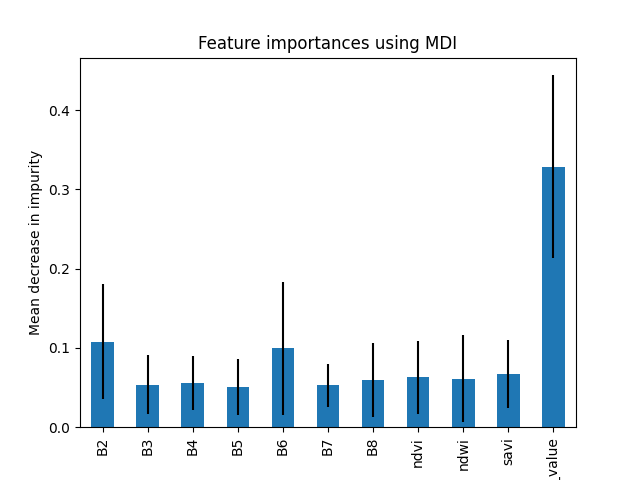 Feature importances using MDI
Mean decrease in impurity
0.4
0.3
0.2
0.1
0.0
B2
B3
B4
B5
B6
B7
B8
ndvi
ndwi
savi
_value